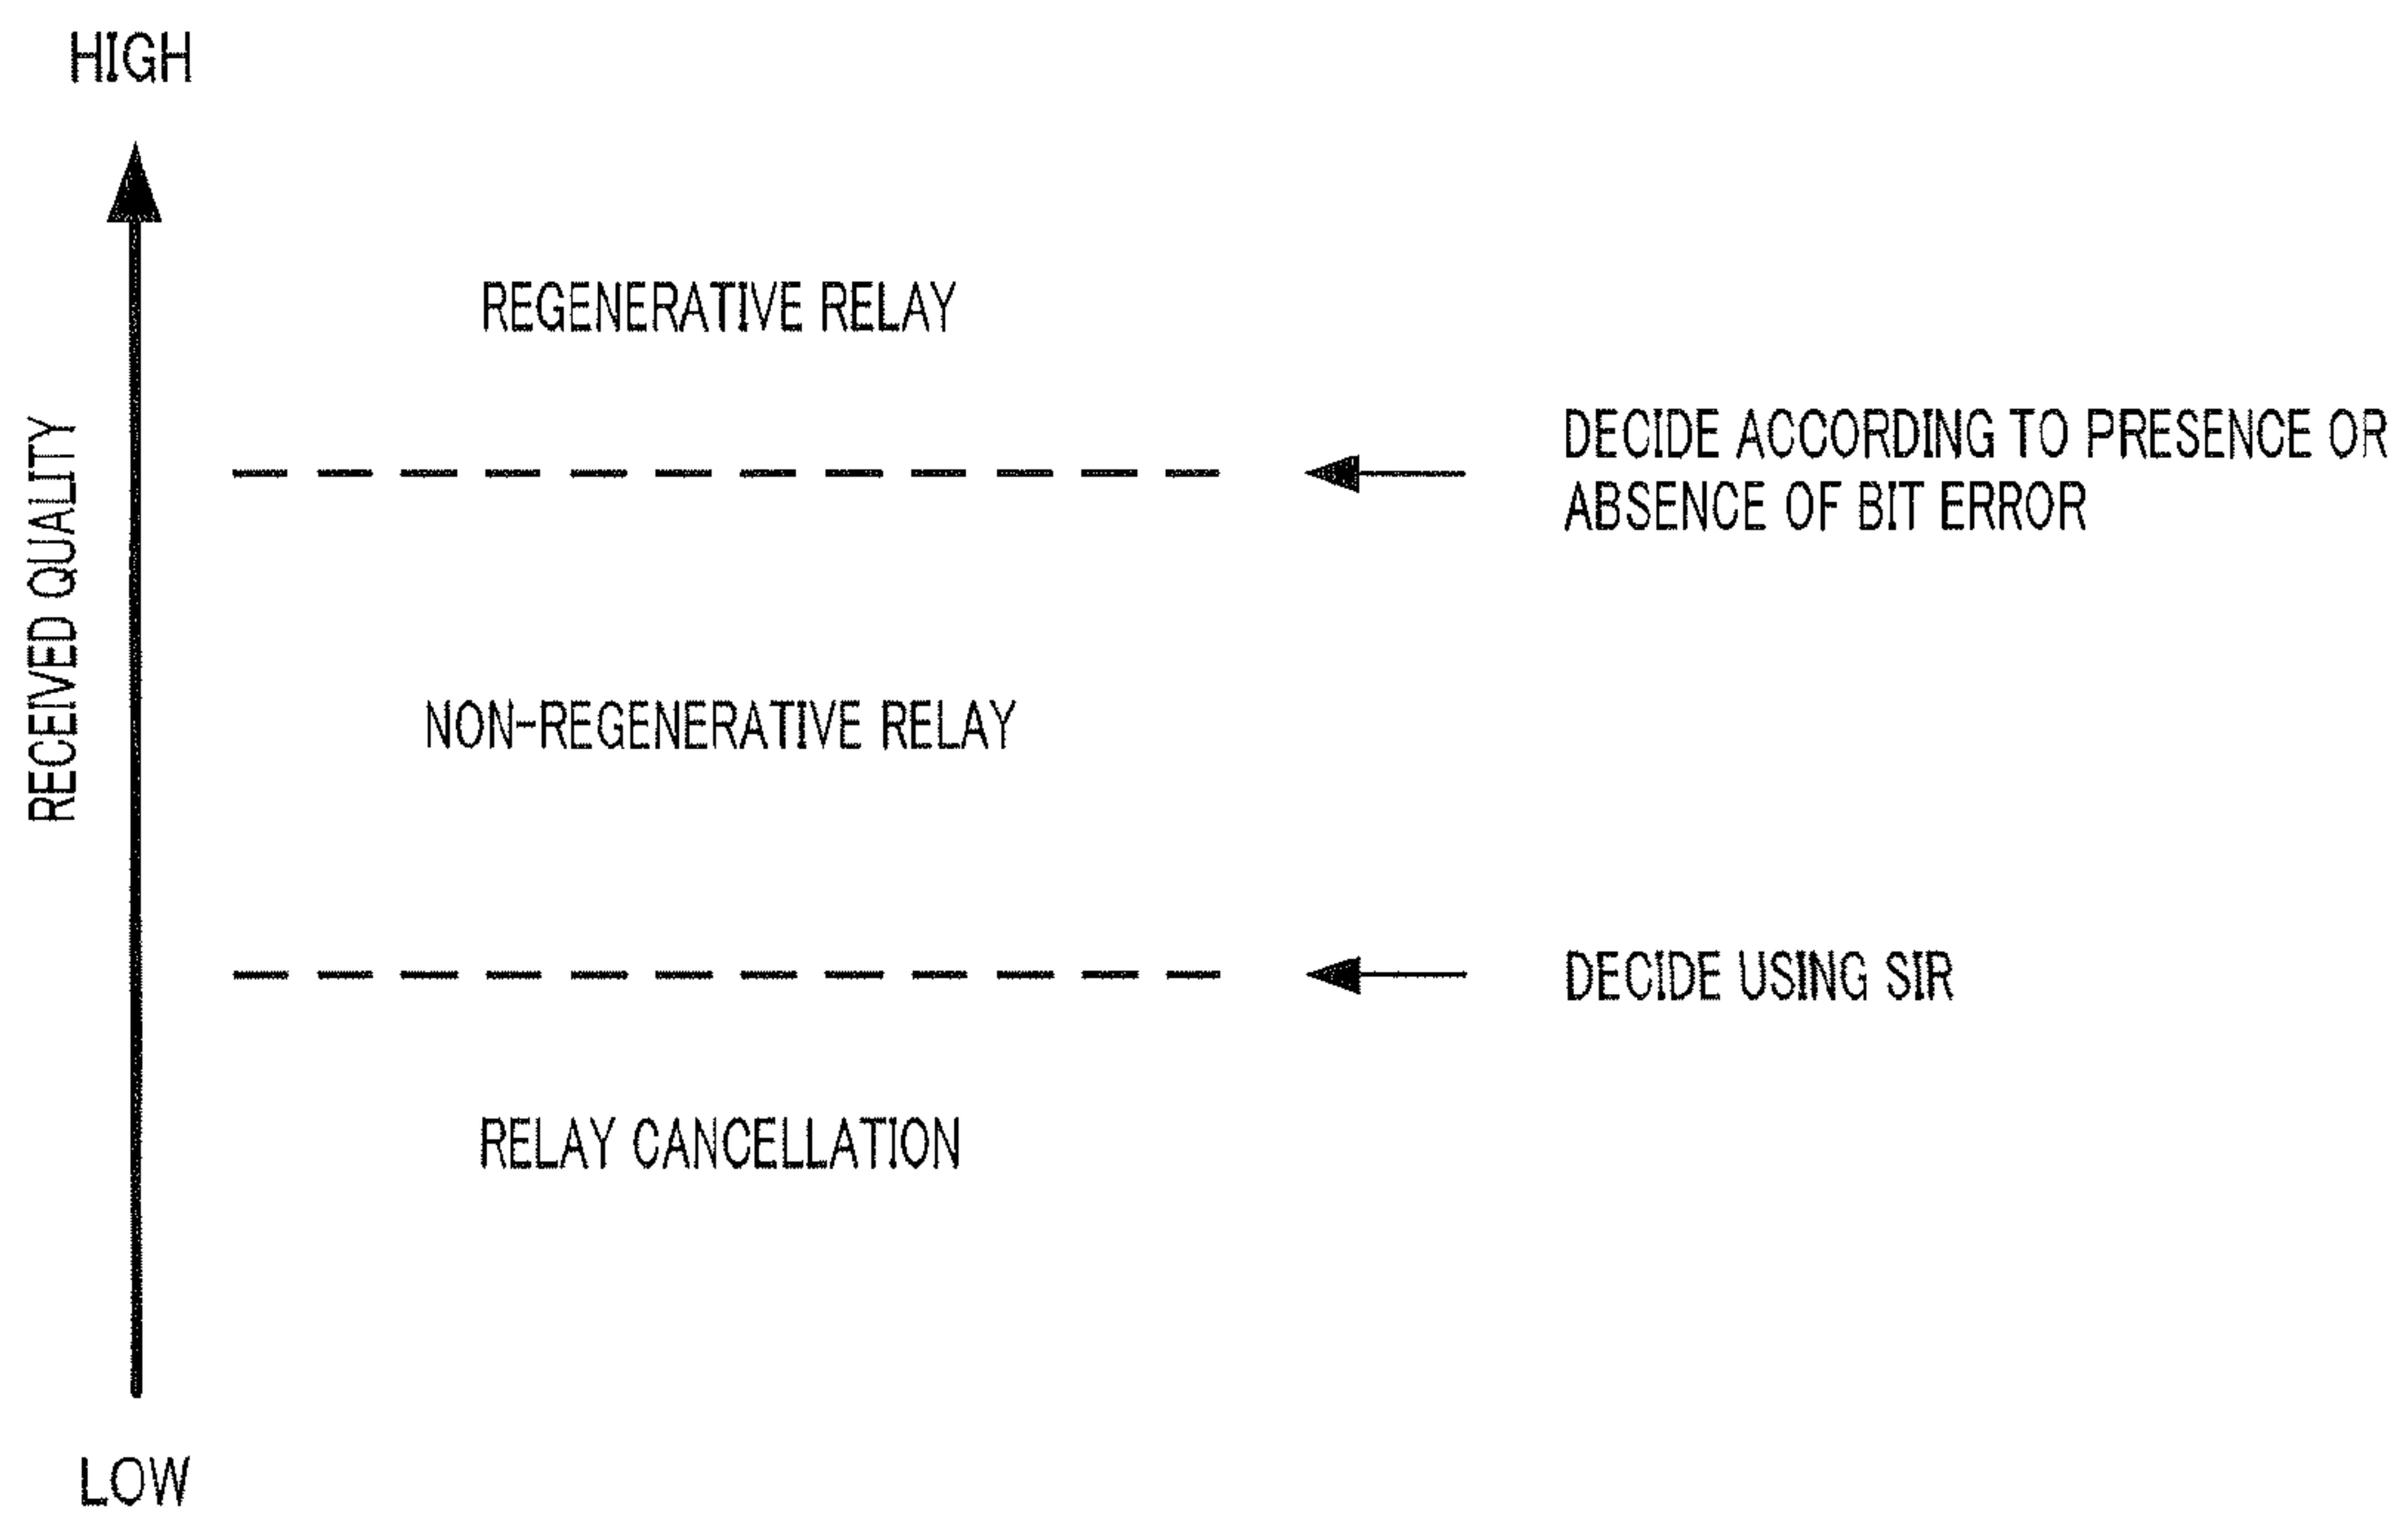 HIGH
REGENERATIVE RELAY
DECIDE ACCORDING TO PRESENCE OR
ABSENCE OF BIT ERROR
RECEIVED QUALITY
NON-REGENERATIVE RELAY
DECIDE USING SIR
RELAY CANCELLATION
LOW